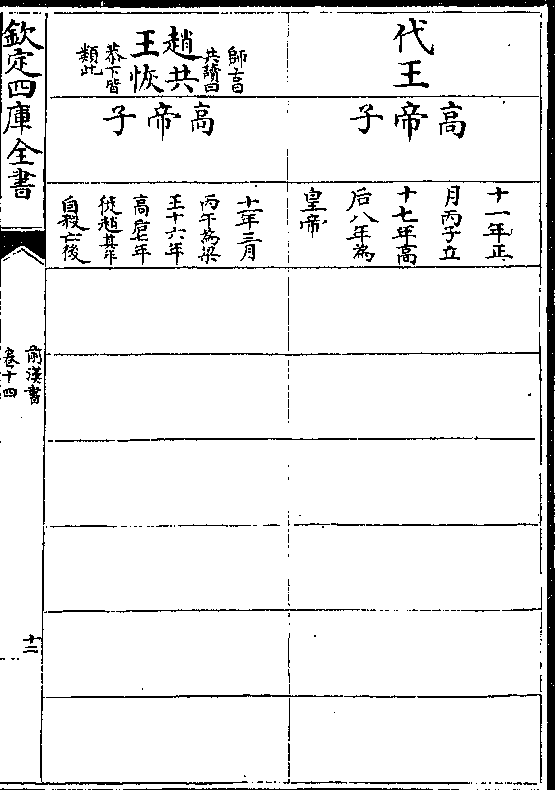 代王
高帝子
十一年正
月丙子立
十七年高
后八年為
皇帝
趙共
王恢
師古曰
共讀曰
恭下皆
類此
高帝子
十一年三月
丙午為梁
王十六年
高后七年
徙趙其年
自殺亡後
欽定四庫全書
前漢書
卷十四
十二